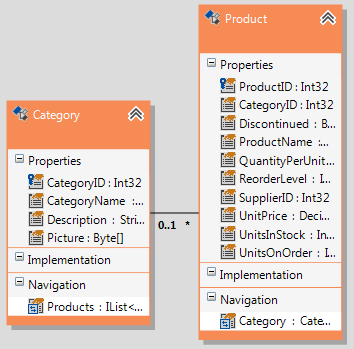 Category
Properties
CategoryID : Int32
CategoryName :...
Description : Stri...
Picture : Byte[]
Implementation
Navigation
Products : IList<...
0..1 *
Product
Properties
ProductID : Int32
CategoryID : Int32
Discontinued : B...
ProductName :...
QuantityPerUnit...
ReorderLevel : I...
SupplierID : Int32
UnitPrice : Deci...
UnitsInStock : In...
UnitsOnOrder : I...
Implementation
Navigation
Category : Cate...